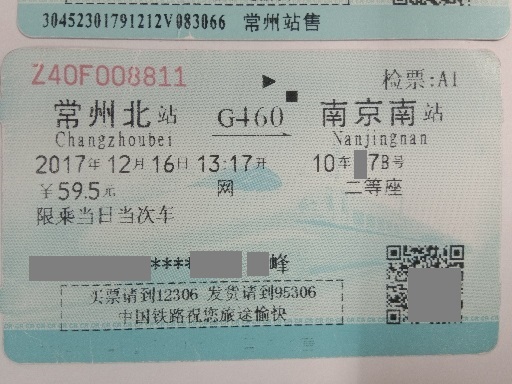 30452301791212V083066 常州站售
Z40F008811 检票:A1
常州北站 G460 南京南站
Changzhoubei Nanjingnan
2017年12月16日13:17开 10车 7B号
￥59.5元 网 二等座
限乘当日当次车
**** 峰
买票请到12306 发货请到95306
中国铁路祝您旅途愉快